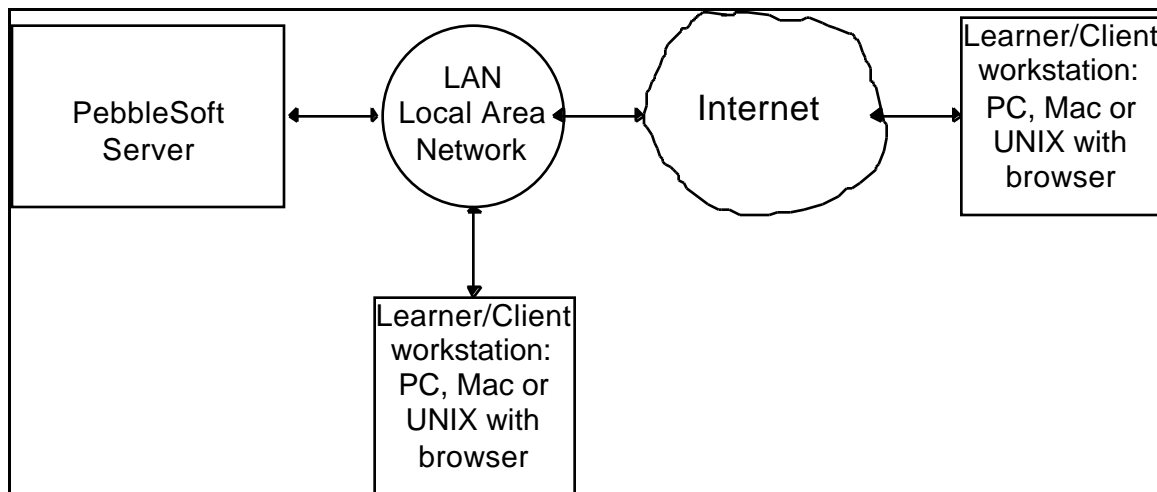 PebbleSoft
Server
LAN
Local Area
Network
Internet
Learner/Client
workstation:
PC, Mac or
UNIX with
browser
Learner/Client
workstation:
PC, Mac or
UNIX with
browser